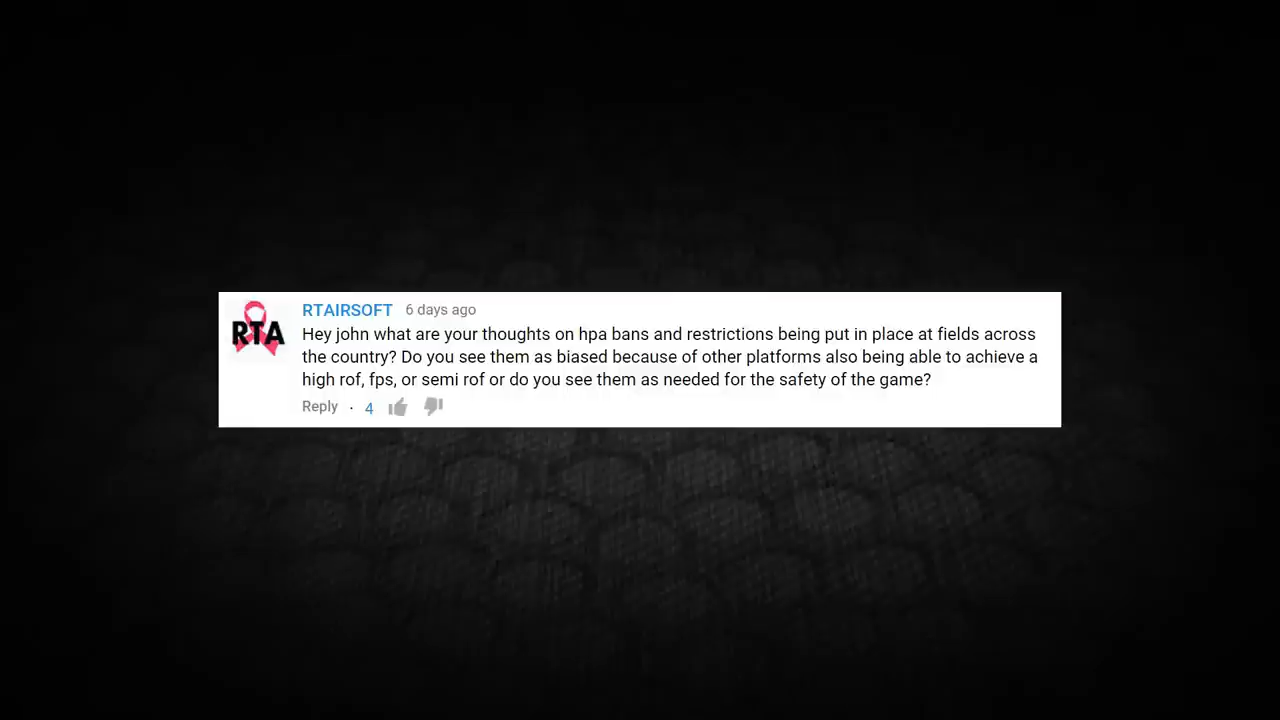 RTA
RTAIRSOFT 6 days ago
Hey john what are your thoughts on hpa bans and restrictions being put in place at fields across
the country? Do you see them as biased because of other platforms also being able to achieve a
high rof, fps, or semi rof or do you see them as needed for the safety of the game?
Reply · 4